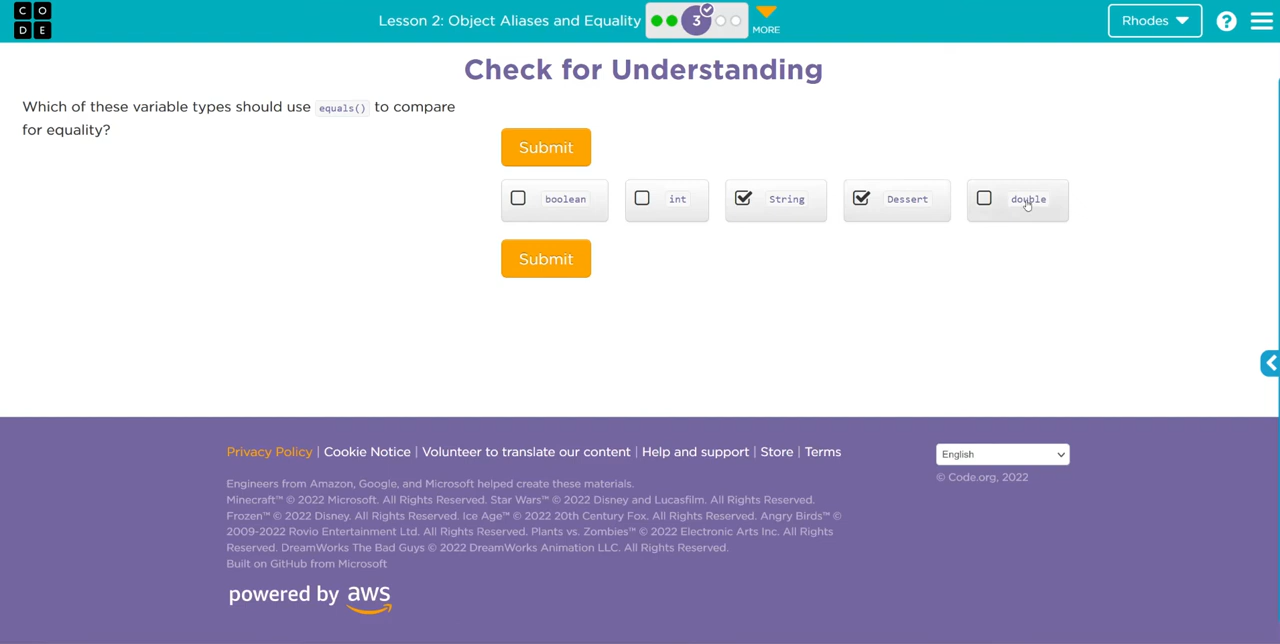 C O
D E
Lesson 2: Object Aliases and Equality
3
MORE
Rhodes
?
Check for Understanding
Which of these variable types should use equals() to compare
for equality?
Submit
boolean
int
String
Dessert
double
Submit
Privacy Policy | Cookie Notice | Volunteer to translate our content | Help and support | Store | Terms
English
© Code.org, 2022
Engineers from Amazon, Google, and Microsoft helped create these materials.
Minecraft™ © 2022 Microsoft. All Rights Reserved. Star Wars™ © 2022 Disney and Lucasfilm. All Rights Reserved.
Frozen™ © 2022 Disney. All Rights Reserved. Ice Age™ © 2022 20th Century Fox. All Rights Reserved. Angry Birds™ ©
2009-2022 Rovio Entertainment Ltd. All Rights Reserved. Plants vs. Zombies™ © 2022 Electronic Arts Inc. All Rights
Reserved. DreamWorks The Bad Guys © 2022 DreamWorks Animation LLC. All Rights Reserved.
Built on GitHub from Microsoft
powered by aws